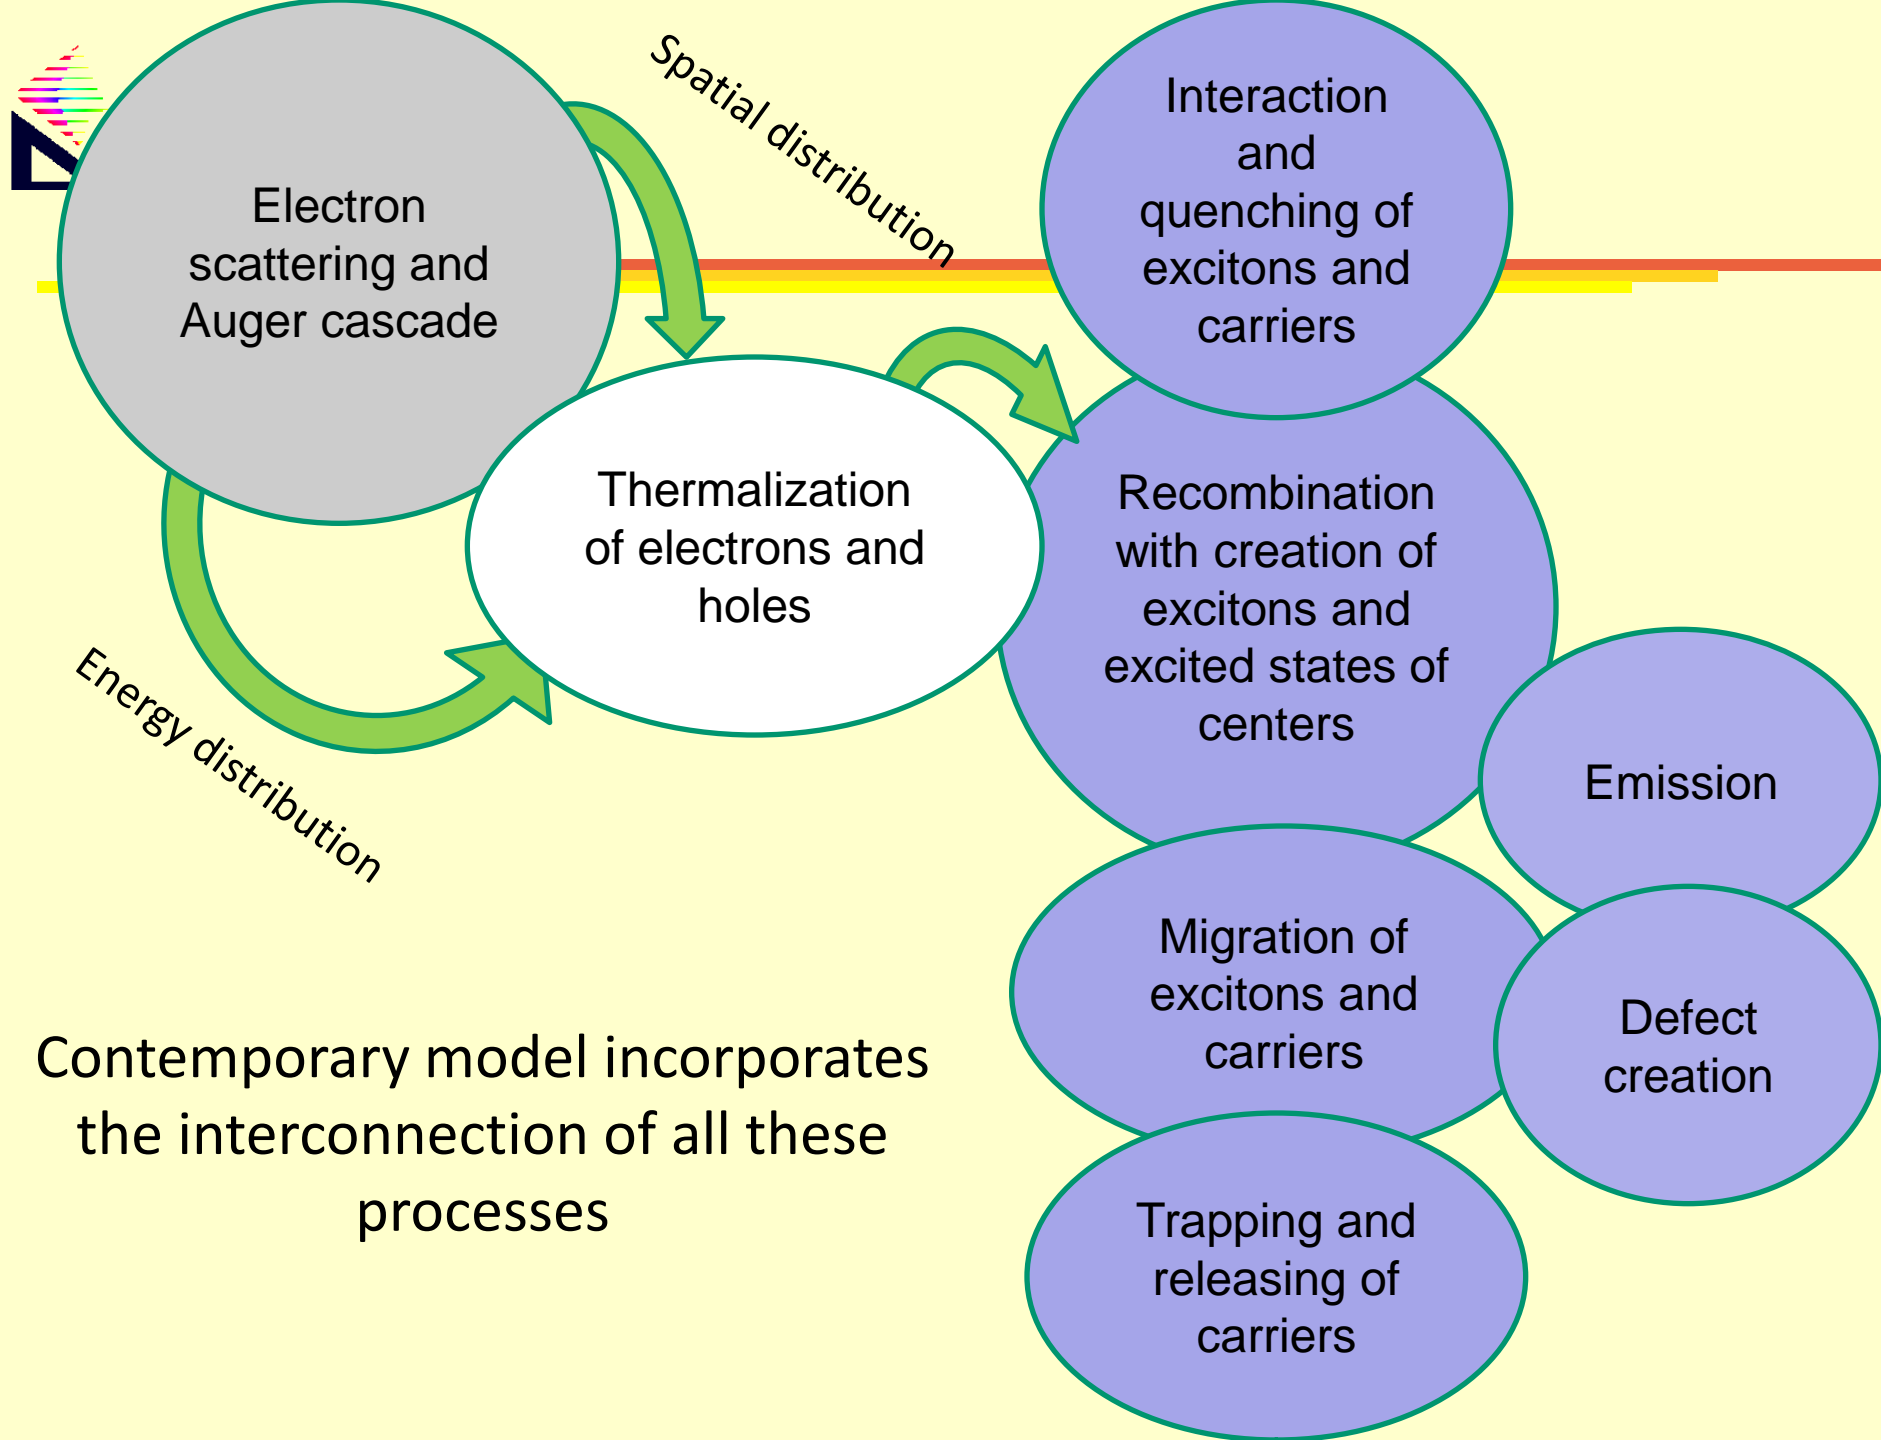 Electron
scattering and
Auger cascade
Spatial distribution
Interaction
and
quenching of
excitons and
carriers
Thermalization
of electrons and
holes
Recombination
with creation of
excitons and
excited states of
centers
Energy distribution
Emission
Migration of
excitons and
carriers
Defect
creation
Contemporary model incorporates
the interconnection of all these
processes
Trapping and
releasing of
carriers